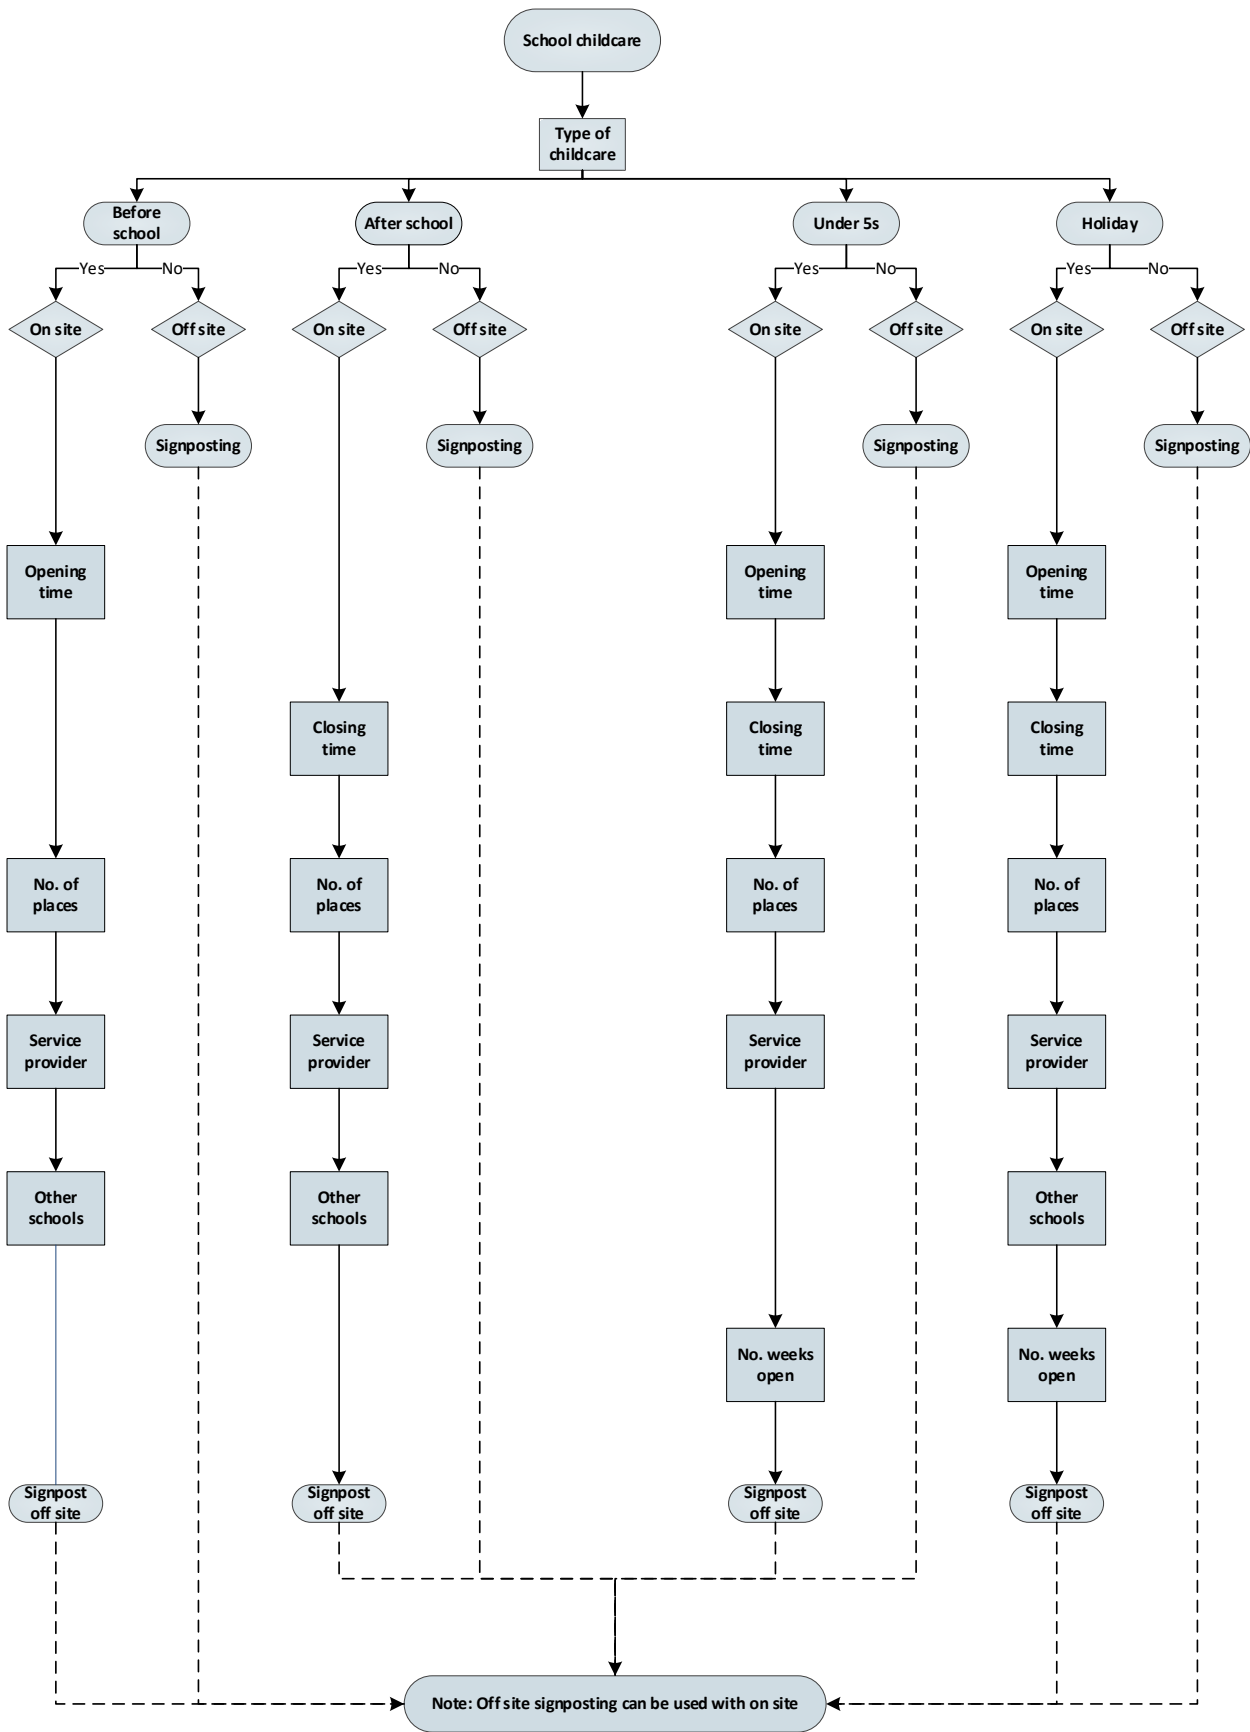 School childcare
Type of
childcare
Before
school
After school
Under 5s
Holiday
Yes
No
Yes
No
Yes
No
Yes
No
On site
Off site
On site
Off site
On site
Off site
On site
Off site
Signposting
Signposting
Signposting
Signposting
Opening
time
Opening
time
Opening
time
Closing
time
Closing
time
Closing
time
No. of
places
No. of
places
No. of
places
No. of
places
Service
provider
Service
provider
Service
provider
Service
provider
Other
schools
Other
schools
Other
schools
No. weeks
open
No. weeks
open
Signpost
off site
Signpost
off site
Signpost
off site
Signpost
off site
Note: Off site signposting can be used with on site